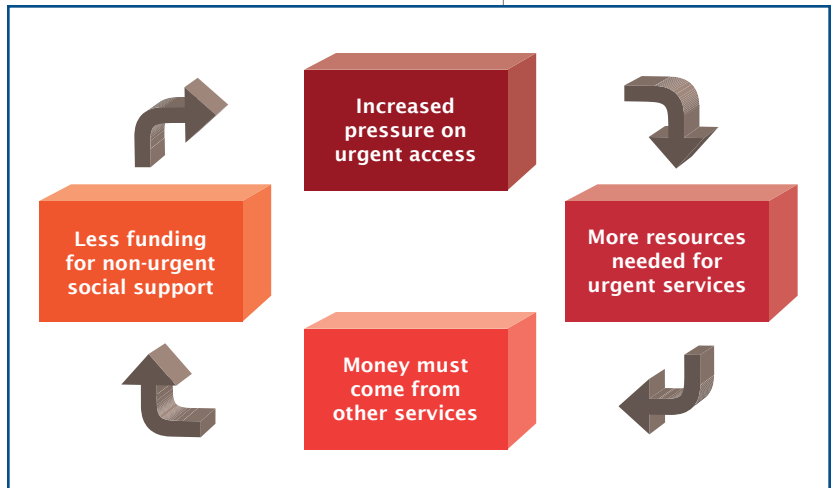 Increased
pressure on
urgent access
Less funding
for non-urgent
social support
More resources
needed for
urgent services
Money must
come from
other services